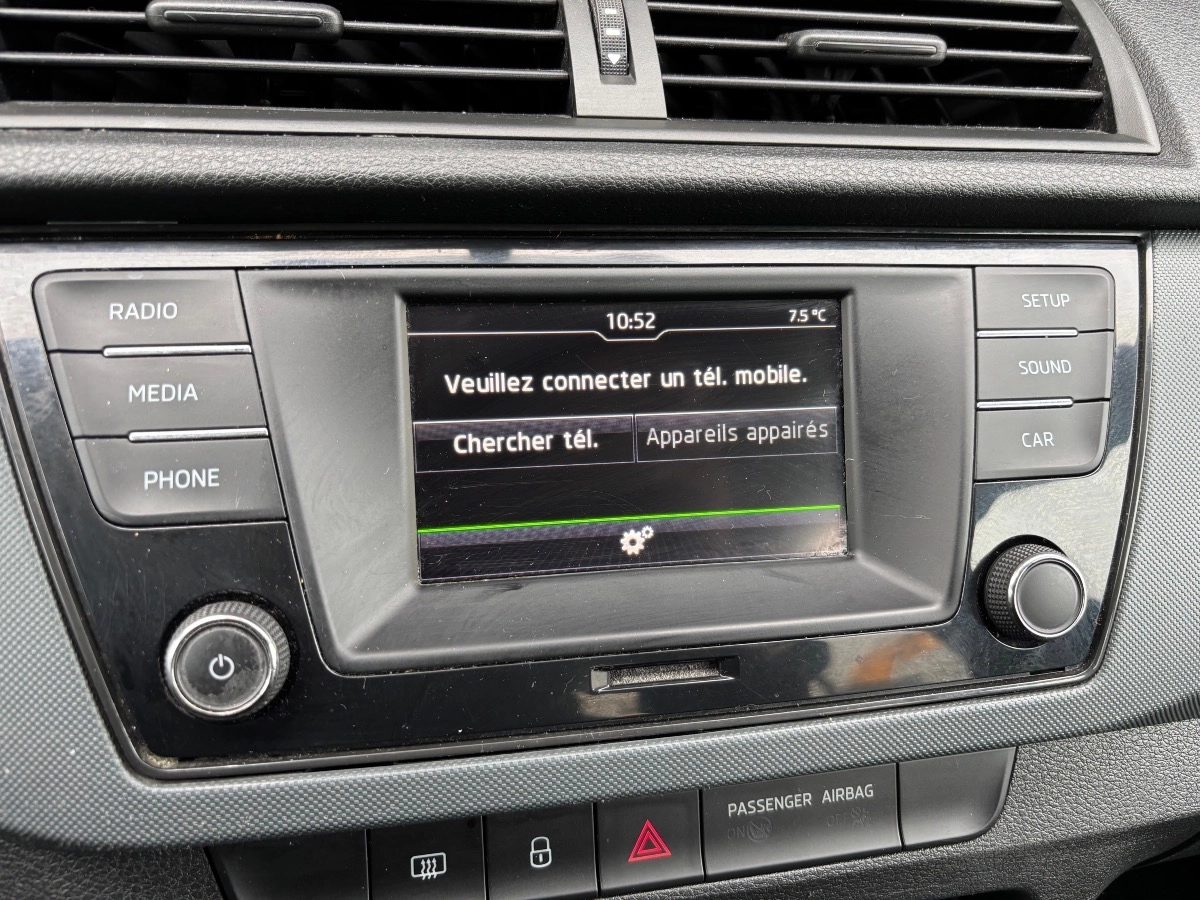 RADIO
MEDIA
PHONE
10:52
7.5 °C
Veuillez connecter un tél. mobile.
Chercher tél.
Appareils appairés
SETUP
SOUND
CAR
PASSENGER AIRBAG
ON
OFF